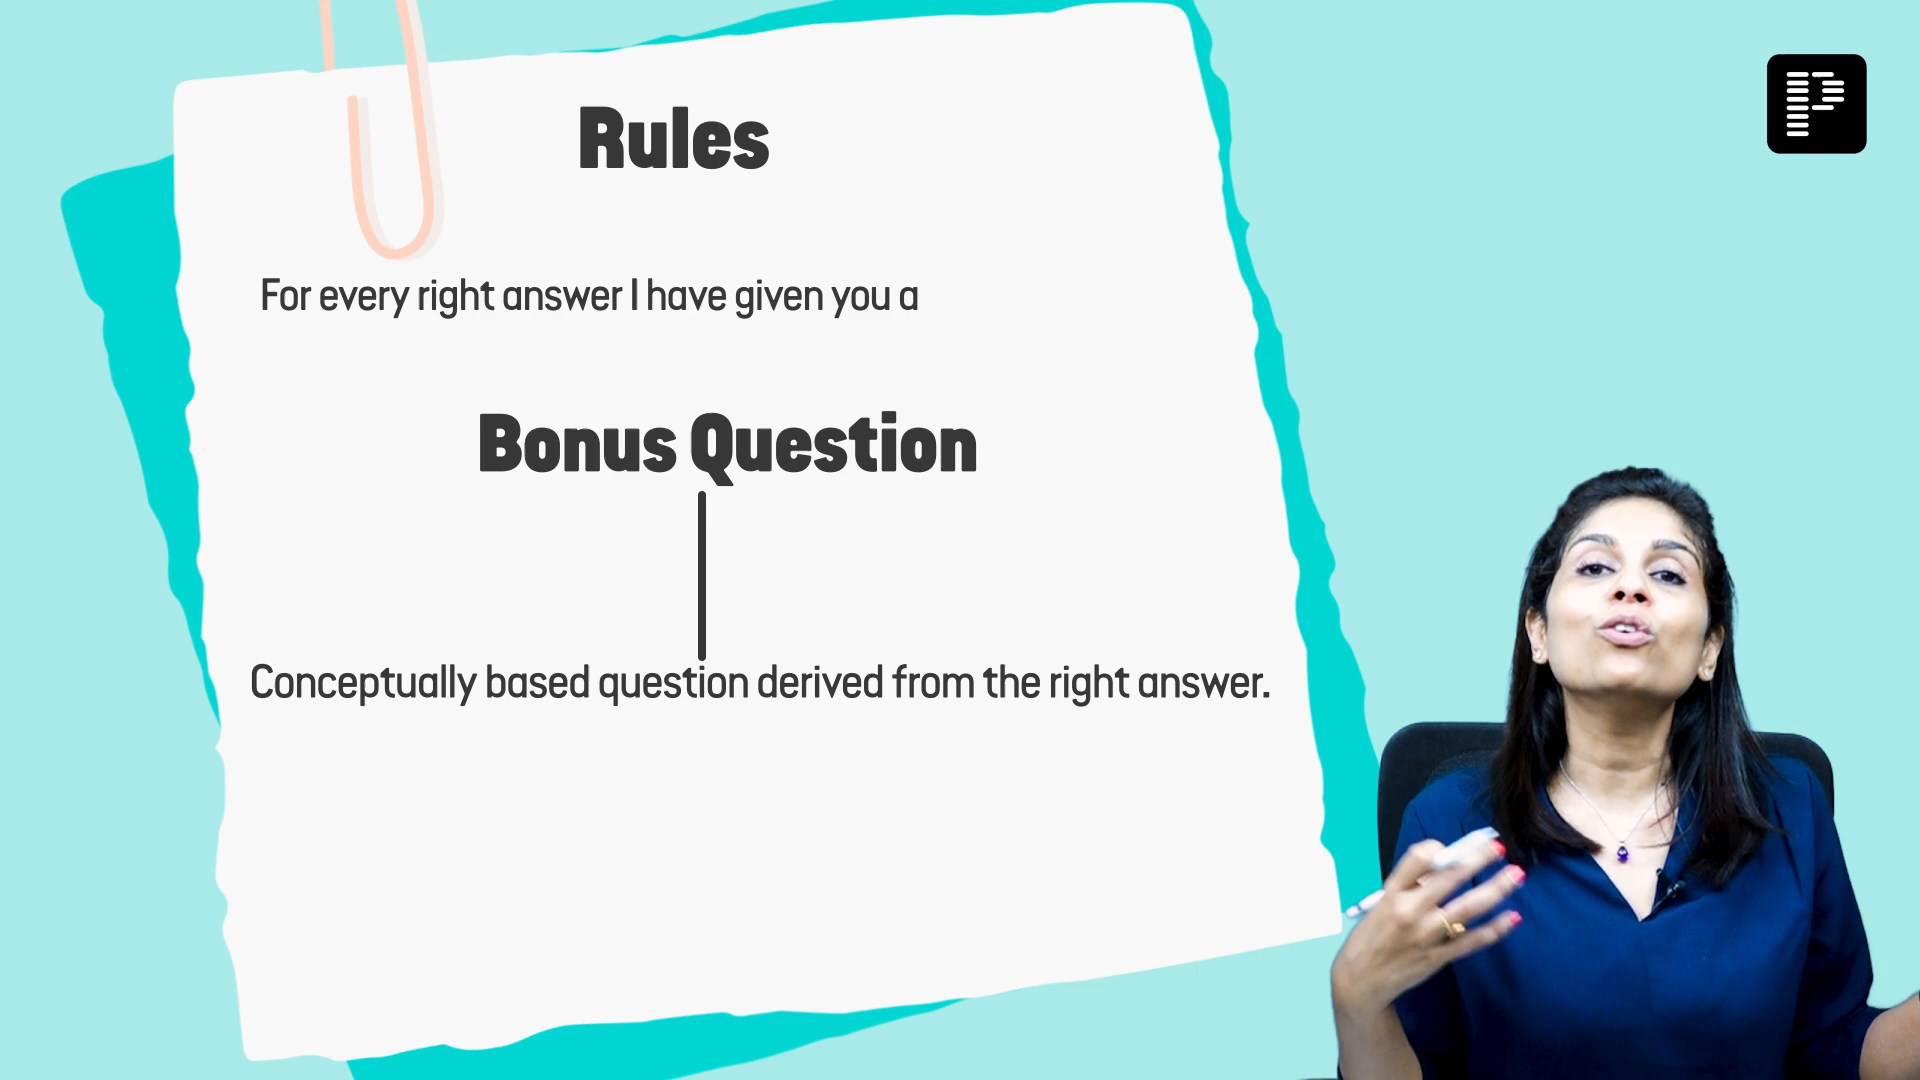 Rules
For every right answer I have given you a
Bonus Question
Conceptually based question derived from the right answer.